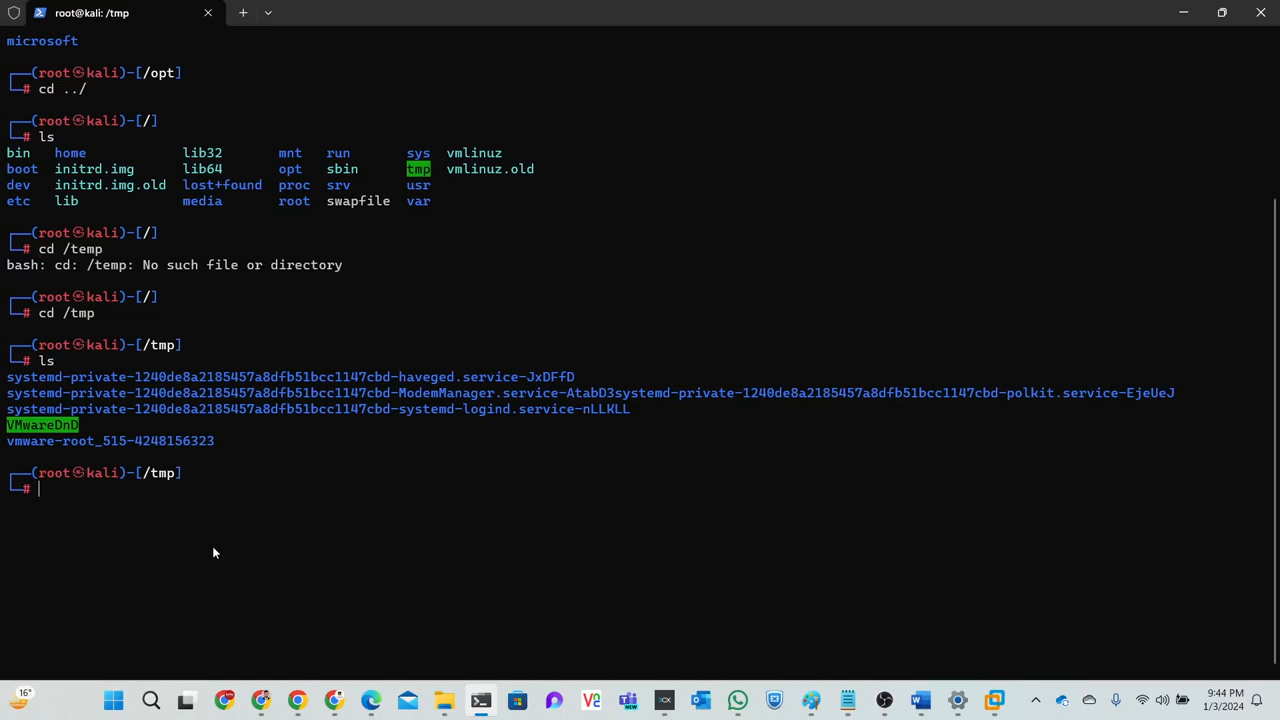 root@kali: /tmp
microsoft
┌──(root㉿kali)-[/opt]
└─# cd ../
┌──(root㉿kali)-[/]
└─# ls
bin home lib32 mnt run sys vmlinuz
boot initrd.img lib64 opt sbin tmp vmlinuz.old
dev initrd.img.old lost+found proc srv usr
etc lib media root swapfile var
┌──(root㉿kali)-[/]
└─# cd /temp
bash: cd: /temp: No such file or directory
┌──(root㉿kali)-[/]
└─# cd /tmp
┌──(root㉿kali)-[/tmp]
└─# ls
systemd-private-1240de8a2185457a8dfb51bcc1147cbd-haveged.service-JxDFfD
systemd-private-1240de8a2185457a8dfb51bcc1147cbd-ModemManager.service-AtabD3systemd-private-1240de8a2185457a8dfb51bcc1147cbd-polkit.service-EjeUeJ
systemd-private-1240de8a2185457a8dfb51bcc1147cbd-systemd-logind.service-nLLKLL
VMwareDnD
vmware-root_515-4248156323
┌──(root㉿kali)-[/tmp]
└─#
16°
9:44 PM
1/3/2024